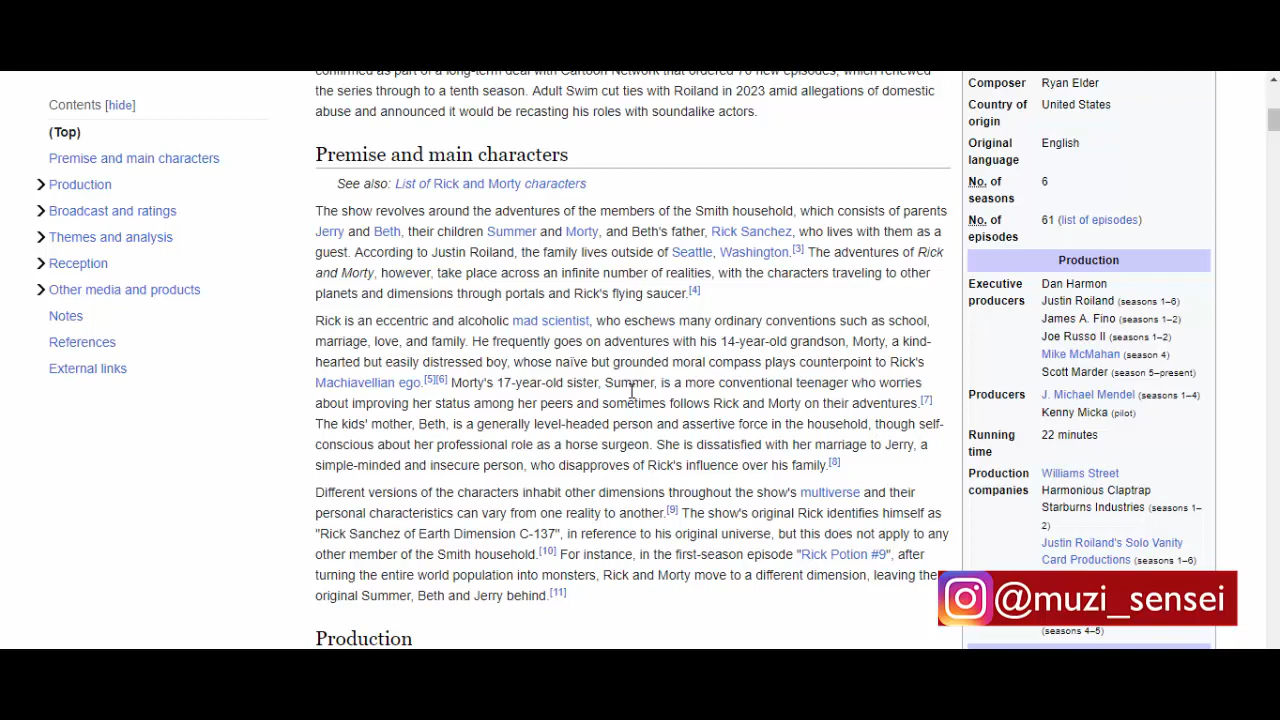 Contents [hide]
(Top)
Premise and main characters
Production
Broadcast and ratings
Themes and analysis
Reception
Other media and products
Notes
References
External links
confirmed as part of a long-term deal with Cartoon Network that ordered 70 new episodes, which renewed
the series through to a tenth season. Adult Swim cut ties with Roiland in 2023 amid allegations of domestic
abuse and announced it would be recasting his roles with soundalike actors.
Premise and main characters
See also: List of Rick and Morty characters
The show revolves around the adventures of the members of the Smith household, which consists of parents
Jerry and Beth, their children Summer and Morty, and Beth's father, Rick Sanchez, who lives with them as a
guest. According to Justin Roiland, the family lives outside of Seattle, Washington.[3] The adventures of Rick
and Morty, however, take place across an infinite number of realities, with the characters traveling to other
planets and dimensions through portals and Rick's flying saucer.[4]
Rick is an eccentric and alcoholic mad scientist, who eschews many ordinary conventions such as school,
marriage, love, and family. He frequently goes on adventures with his 14-year-old grandson, Morty, a kind-
hearted but easily distressed boy, whose naïve but grounded moral compass plays counterpoint to Rick's
Machiavellian ego.[5][6] Morty's 17-year-old sister, Summer, is a more conventional teenager who worries
about improving her status among her peers and sometimes follows Rick and Morty on their adventures.[7]
The kids' mother, Beth, is a generally level-headed person and assertive force in the household, though self-
conscious about her professional role as a horse surgeon. She is dissatisfied with her marriage to Jerry, a
simple-minded and insecure person, who disapproves of Rick's influence over his family.[8]
Different versions of the characters inhabit other dimensions throughout the show's multiverse and their
personal characteristics can vary from one reality to another.[9] The show's original Rick identifies himself as
"Rick Sanchez of Earth Dimension C-137", in reference to his original universe, but this does not apply to any
other member of the Smith household.[10] For instance, in the first-season episode "Rick Potion #9", after
turning the entire world population into monsters, Rick and Morty move to a different dimension, leaving the
original Summer, Beth and Jerry behind.[11]
Production
Composer Ryan Elder
Country of United States
origin
Original English
language
No. of 6
seasons
No. of 61 (list of episodes)
episodes
Production
Executive Dan Harmon
producers Justin Roiland (seasons 1–6)
James A. Fino (seasons 1–2)
Joe Russo II (seasons 1–2)
Mike McMahan (season 4)
Scott Marder (season 5–present)
Producers J. Michael Mendel (seasons 1–4)
Kenny Micka (pilot)
Running 22 minutes
time
Production Williams Street
companies Harmonious Claptrap
Starburns Industries (seasons 1–
2)
Justin Roiland's Solo Vanity
Card Productions (seasons 1–6)
@muzi_sensei
(seasons 4–5)